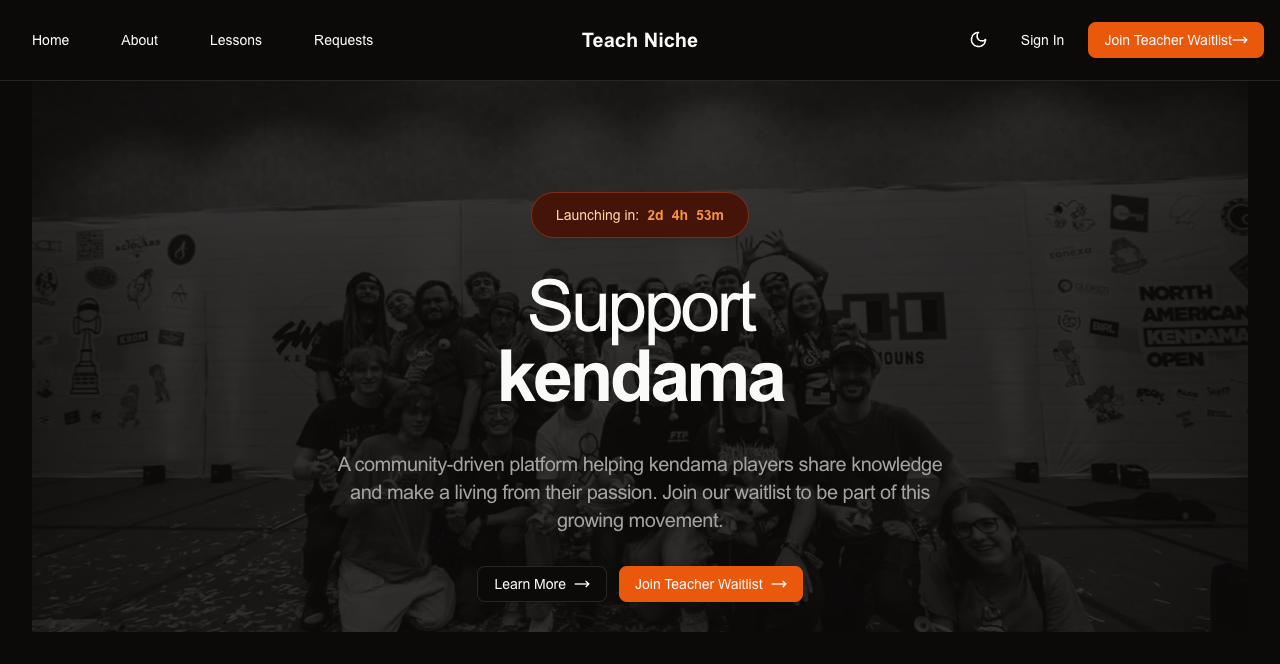 Home
About
Lessons
Requests
Teach Niche
Sign In
Join Teacher Waitlist
Launching in: 2d 4h 53m
Support
kendama
NORTH
AMERICAN
KENDAMA
OPEN
FTP
A community-driven platform helping kendama players share knowledge
and make a living from their passion. Join our waitlist to be part of this
growing movement.
Learn More
Join Teacher Waitlist